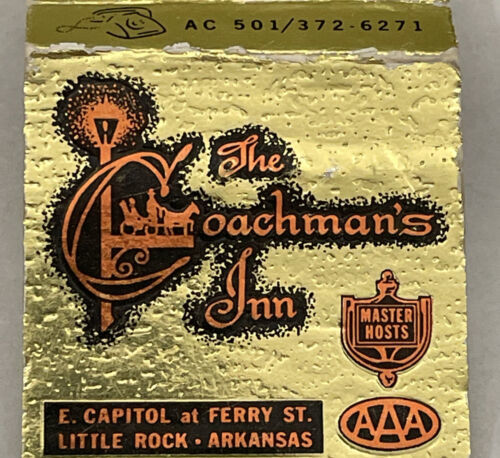 AC 501/372-6271
The
Coachman's
Inn
MASTER
HOSTS
AAA
E. CAPITOL at FERRY ST.
LITTLE ROCK · ARKANSAS